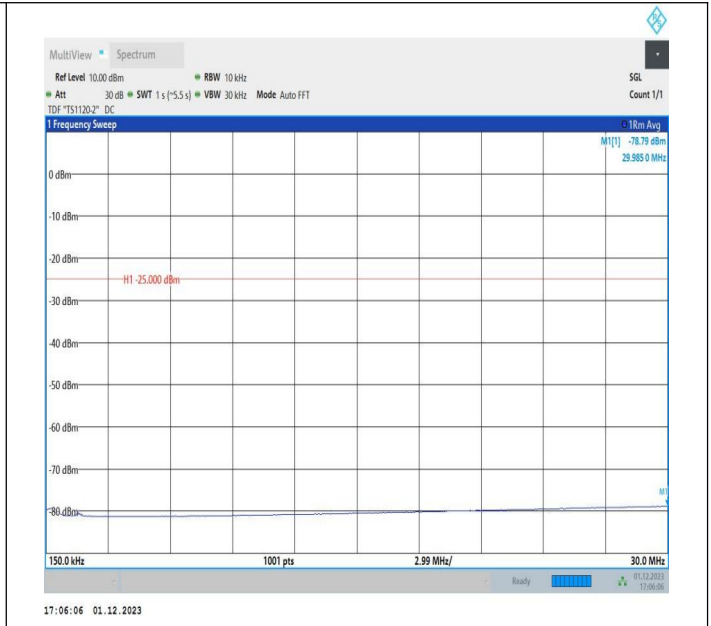 MultiView Spectrum
Ref Level 10.00 dBm RBW 10 kHz SGL
Att 30 dB SWT 1 s (~5.5 s) VBW 30 kHz Mode Auto FFT Count 1/1
TDF "TS1120-2" DC
1 Frequency Sweep 1Rm Avg
M1[1] -78.79 dBm
29.985 0 MHz
0 dBm
-10 dBm
-20 dBm
H1 -25.000 dBm
-30 dBm
-40 dBm
-50 dBm
-60 dBm
-70 dBm
M1
-80 dBm
150.0 kHz 1001 pts 2.99 MHz/ 30.0 MHz
Ready 01.12.2023
17:06:06
17:06:06 01.12.2023